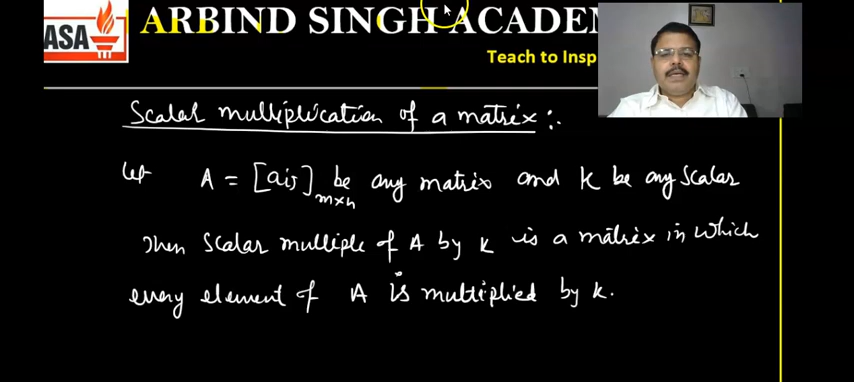 ASA
ARBIND SINGH ACADEM
Teach to Insp
Scalar multiplication of a matrix :-
Let A = [aij]m×n be any matrix and K be any Scalar
Then Scalar multiple of A by K is a matrix in which
every element of A is multiplied by K.